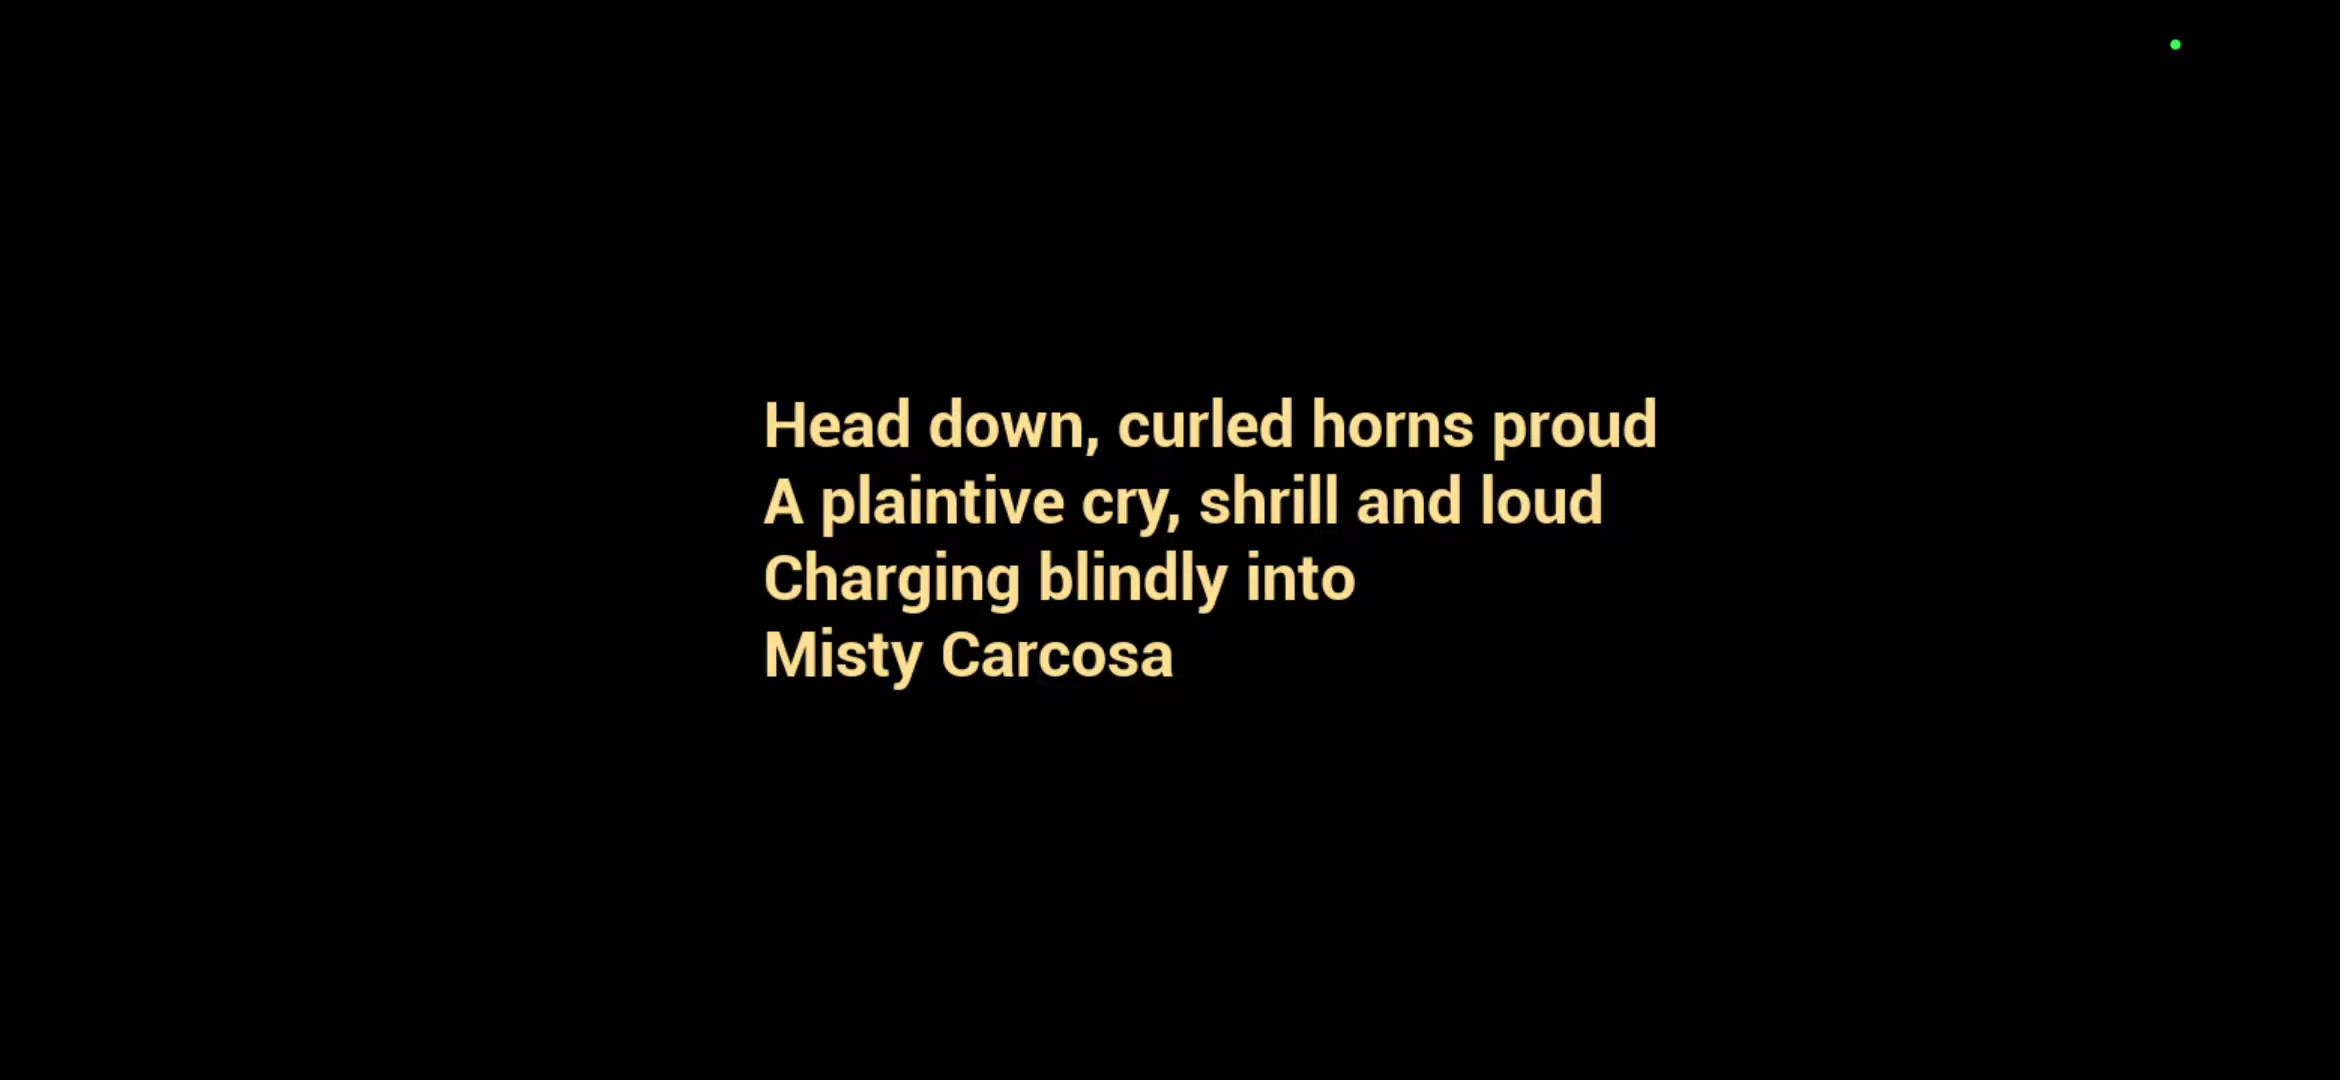 Head down, curled horns proud
A plaintive cry, shrill and loud
Charging blindly into
Misty Carcosa